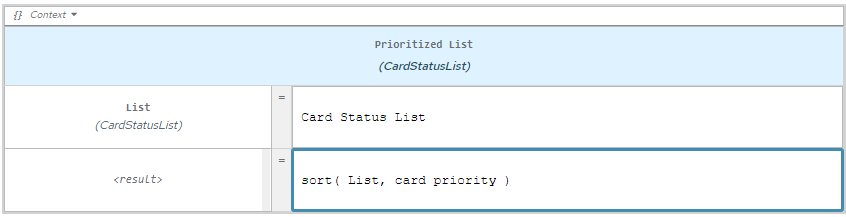 {} Context
Prioritized List
(CardStatusList)
List
(CardStatusList)
=
Card Status List
<result>
=
sort( List, card priority )